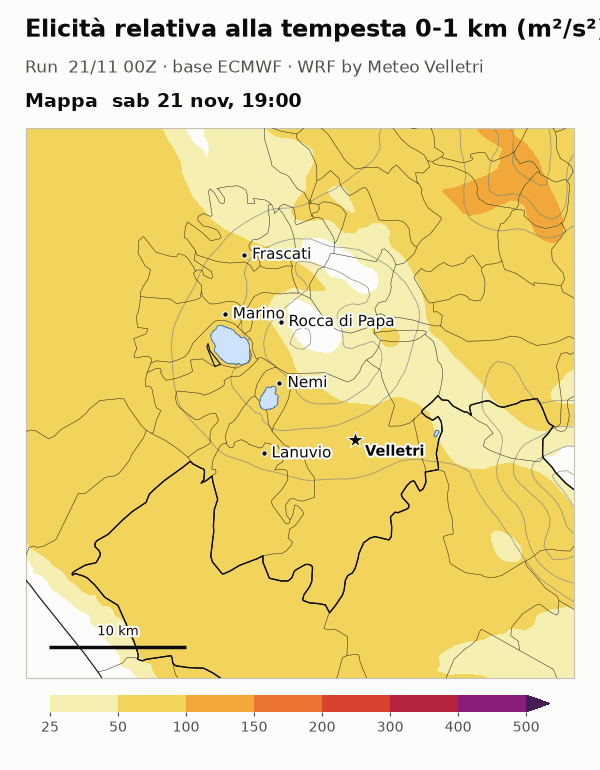 Elicità relativa alla tempesta 0-1 km (m²/s²)
Run  21/11 00Z · base ECMWF · WRF by Meteo Velletri
Mappa  sab 21 nov, 19:00
Frascati
Marino
Rocca di Papa
Nemi
Velletri
Lanuvio
10 km
25 50 100 150 200 300 400 500